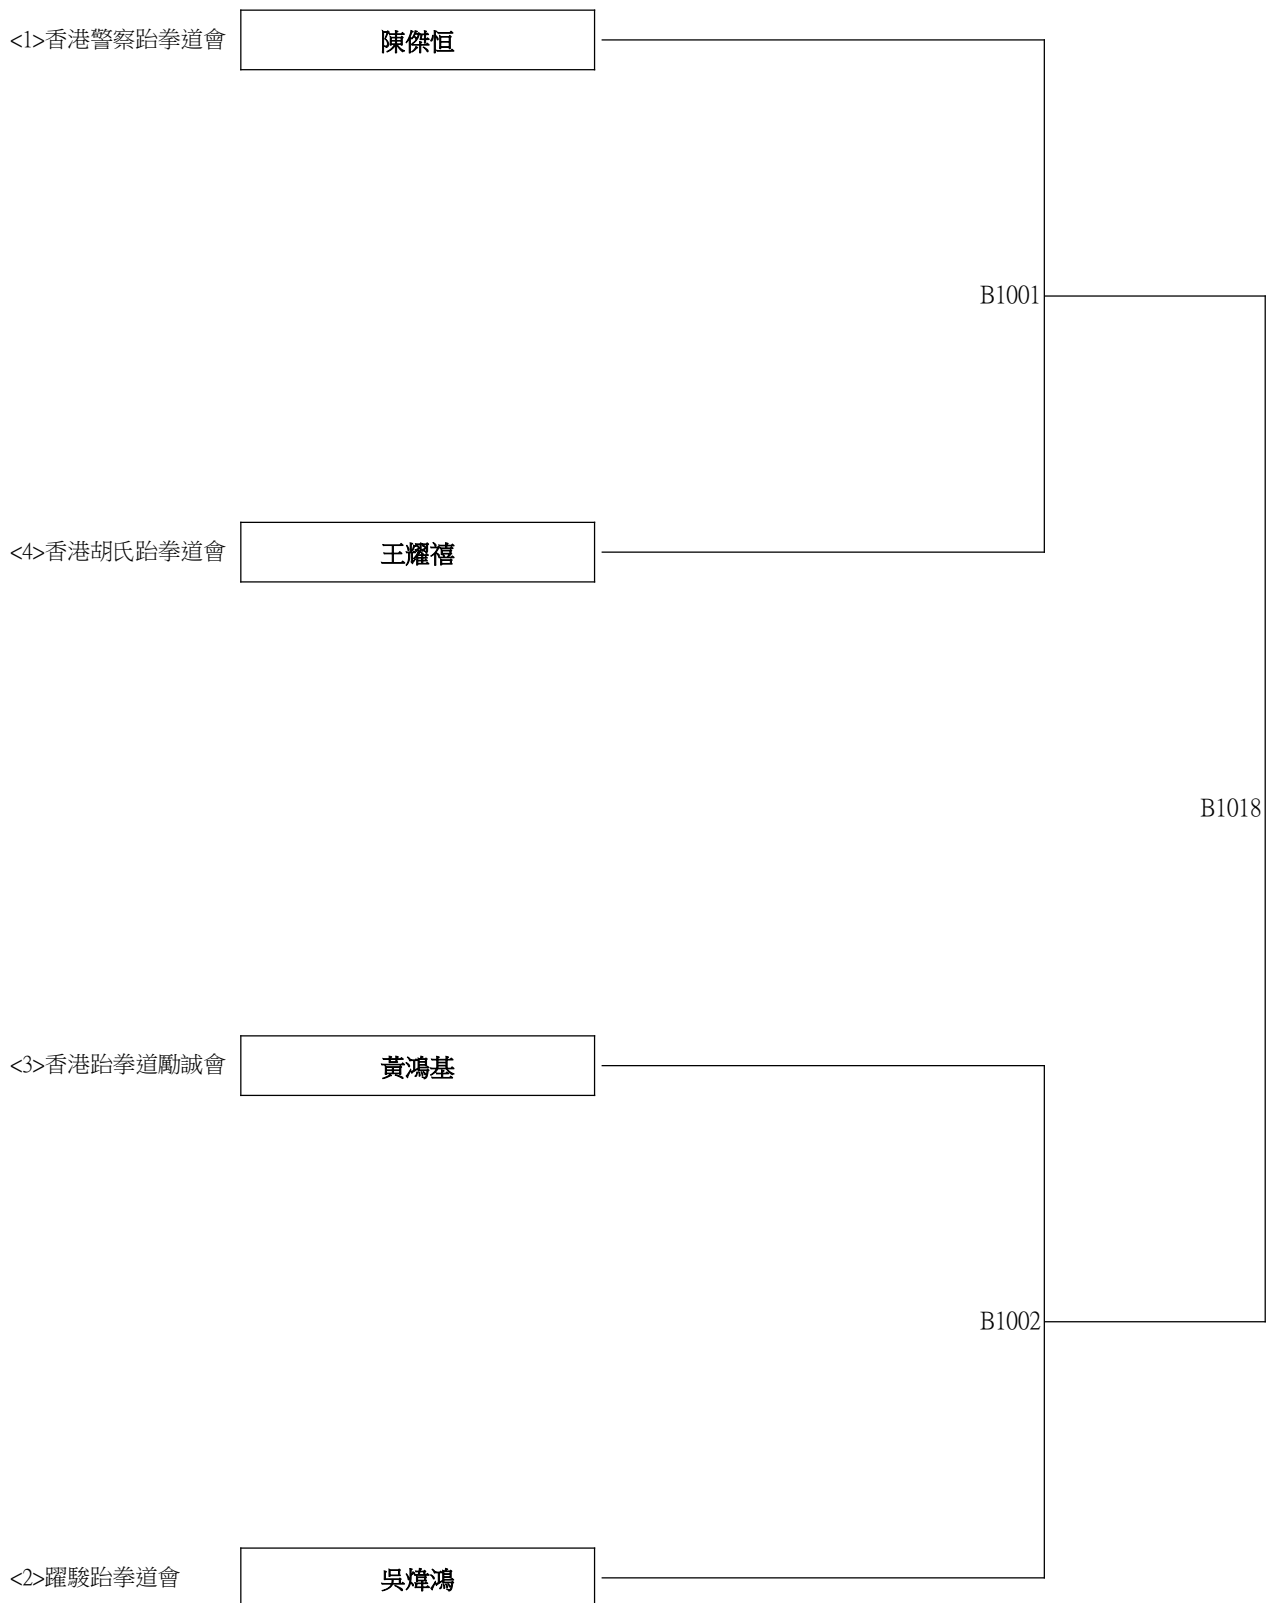 <1>香港警察跆拳道會 陳傑恒
B1001
<4>香港胡氏跆拳道會 王耀禧
B1018
<3>香港跆拳道勵誠會 黃鴻基
B1002
<2>躍駿跆拳道會 吳煒鴻